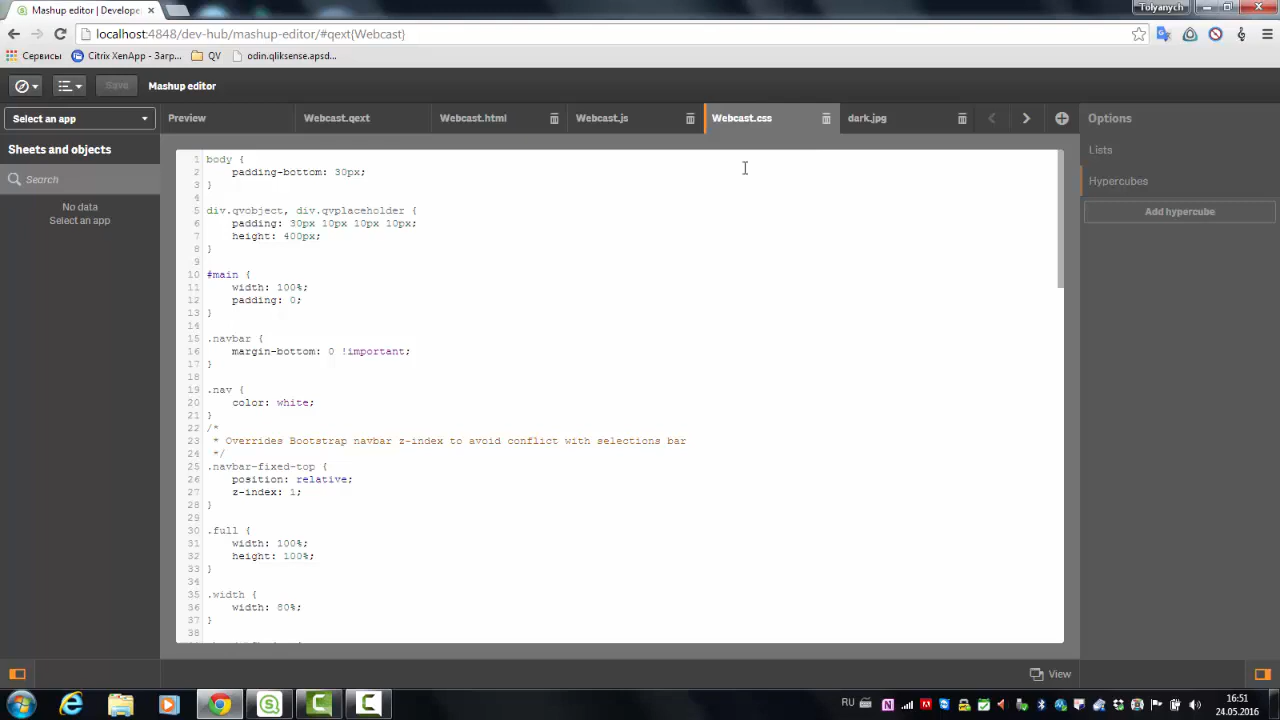 Mashup editor | Develope
Tolyanych
localhost:4848/dev-hub/mashup-editor/#qext{Webcast}
Сервисы
Citrix XenApp - Загр...
QV
odin.qliksense.apsd...
Save
Mashup editor
Select an app
Preview
Webcast.qext
Webcast.html
Webcast.js
Webcast.css
dark.jpg
Options
Sheets and objects
Search
No data
Select an app
Lists
Hypercubes
Add hypercube
1 body {
2 padding-bottom: 30px;
3 }
4
5 div.qvobject, div.qvplaceholder {
6 padding: 30px 10px 10px 10px;
7 height: 400px;
8 }
9
10 #main {
11 width: 100%;
12 padding: 0;
13 }
14
15 .navbar {
16 margin-bottom: 0 !important;
17 }
18
19 .nav {
20 color: white;
21 }
22 /*
23 * Overrides Bootstrap navbar z-index to avoid conflict with selections bar
24 */
25 .navbar-fixed-top {
26 position: relative;
27 z-index: 1;
28 }
29
30 .full {
31 width: 100%;
32 height: 100%;
33 }
34
35 .width {
36 width: 80%;
37 }
38
View
RU
16:51
24.05.2016